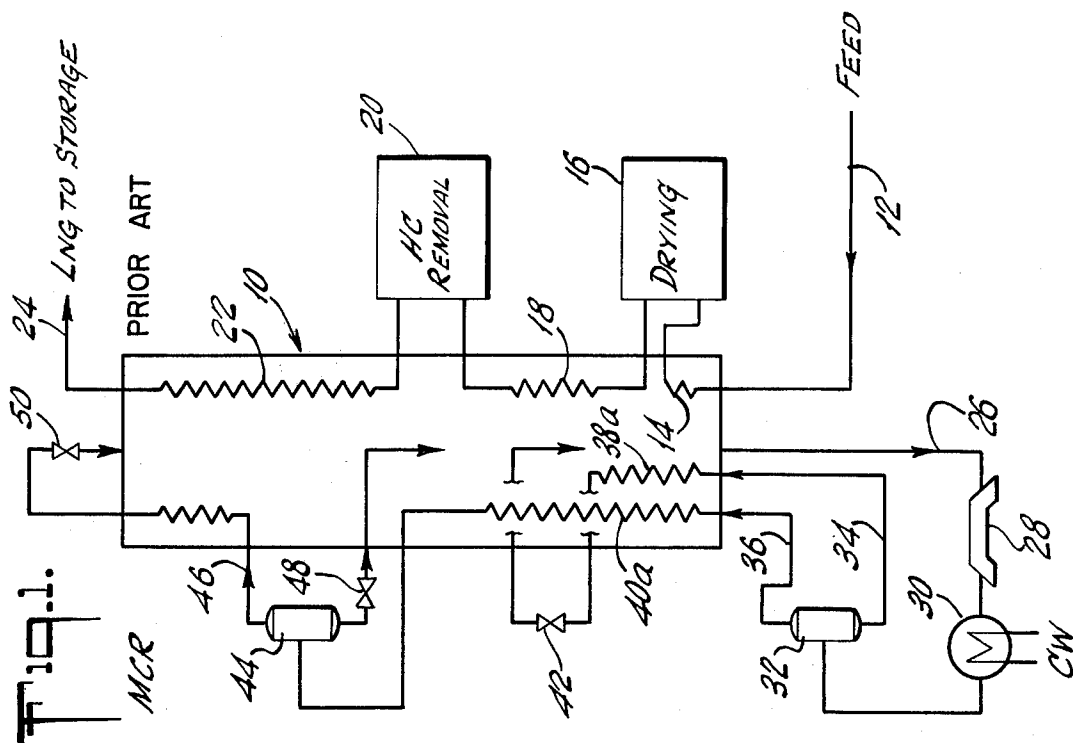 Fig. 1.
MCR
PRIOR ART
LNG TO STORAGE
24
50
10
22
HC REMOVAL
20
46
48
44
18
DRYING
16
42
14
38a
40a
36
34
32
FEED
12
26
28
30
CW